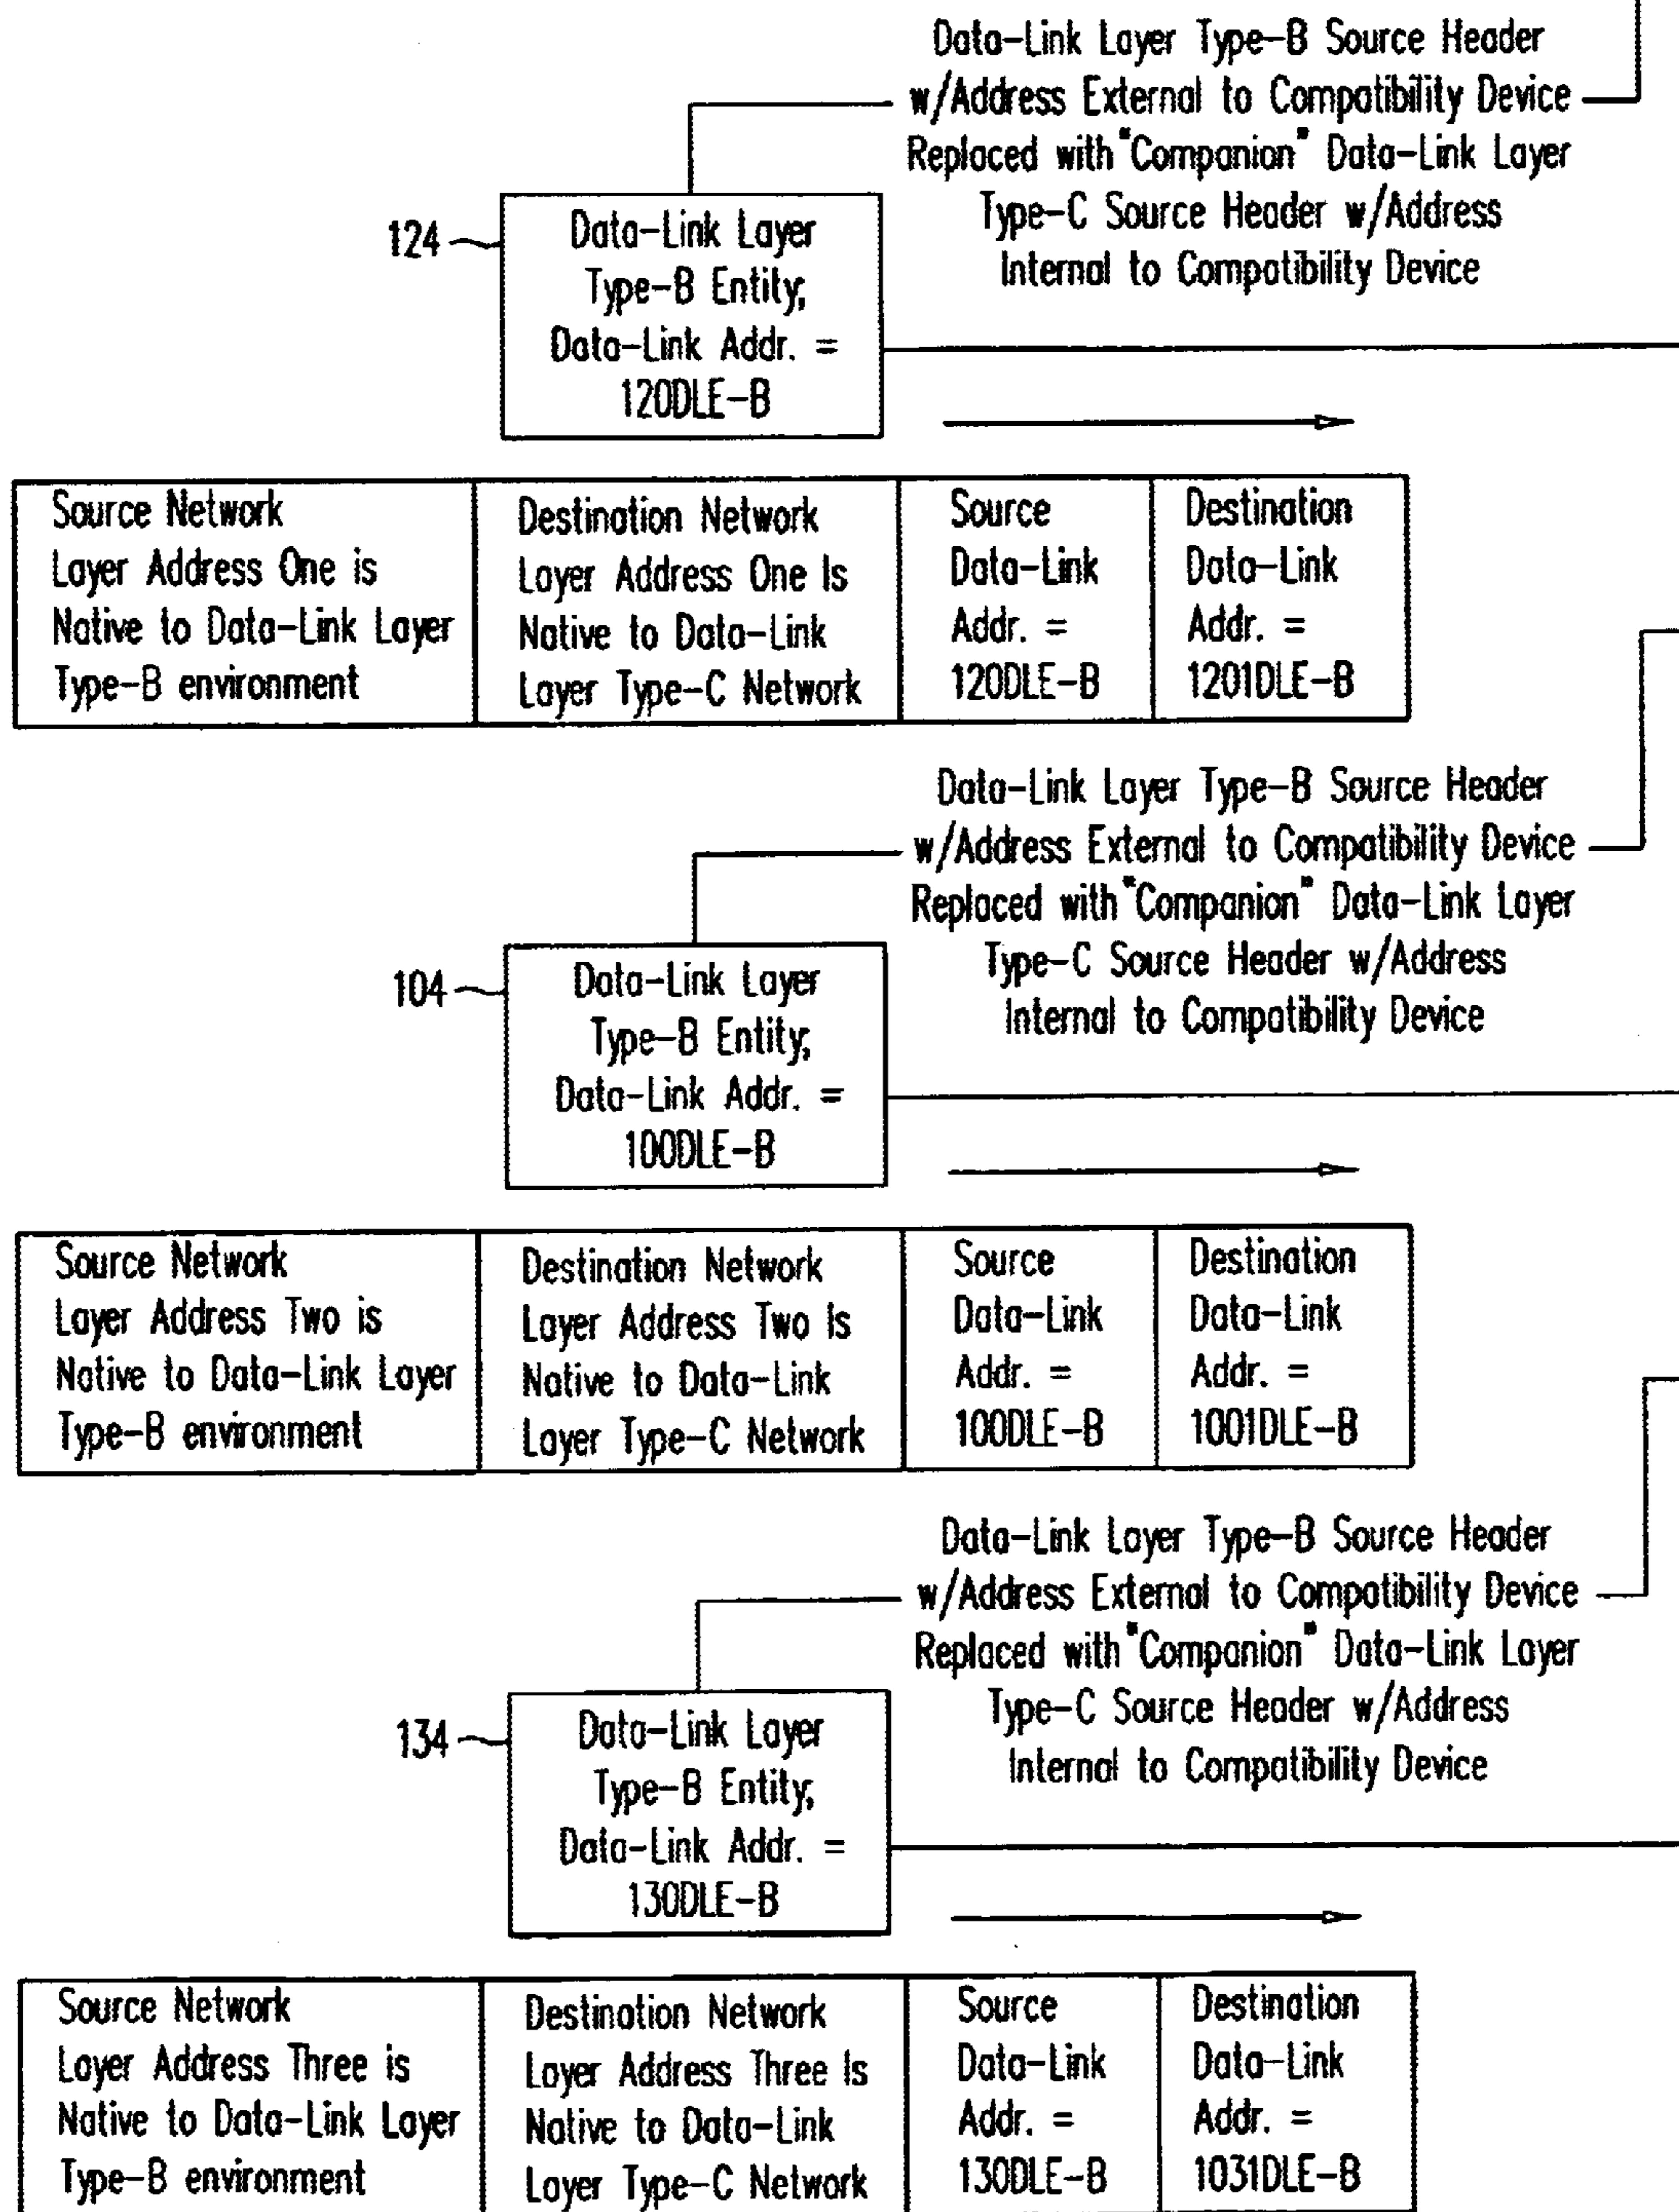 Data-Link Layer Type-B Source Header
w/Address External to Compatibility Device
Replaced with "Companion" Data-Link Layer
Type-C Source Header w/Address
Internal to Compatibility Device
124
Data-Link Layer
Type-B Entity,
Data-Link Addr. =
120DLE-B
Source Network
Layer Address One is
Native to Data-Link Layer
Type-B environment
Destination Network
Layer Address One Is
Native to Data-Link
Layer Type-C Network
Source
Data-Link
Addr. =
120DLE-B
Destination
Data-Link
Addr. =
1201DLE-B
Data-Link Layer Type-B Source Header
w/Address External to Compatibility Device
Replaced with "Companion" Data-Link Layer
Type-C Source Header w/Address
Internal to Compatibility Device
104
Data-Link Layer
Type-B Entity,
Data-Link Addr. =
100DLE-B
Source Network
Layer Address Two is
Native to Data-Link Layer
Type-B environment
Destination Network
Layer Address Two Is
Native to Data-Link
Layer Type-C Network
Source
Data-Link
Addr. =
100DLE-B
Destination
Data-Link
Addr. =
1001DLE-B
Data-Link Layer Type-B Source Header
w/Address External to Compatibility Device
Replaced with "Companion" Data-Link Layer
Type-C Source Header w/Address
Internal to Compatibility Device
134
Data-Link Layer
Type-B Entity,
Data-Link Addr. =
130DLE-B
Source Network
Layer Address Three is
Native to Data-Link Layer
Type-B environment
Destination Network
Layer Address Three Is
Native to Data-Link
Layer Type-C Network
Source
Data-Link
Addr. =
130DLE-B
Destination
Data-Link
Addr. =
1031DLE-B